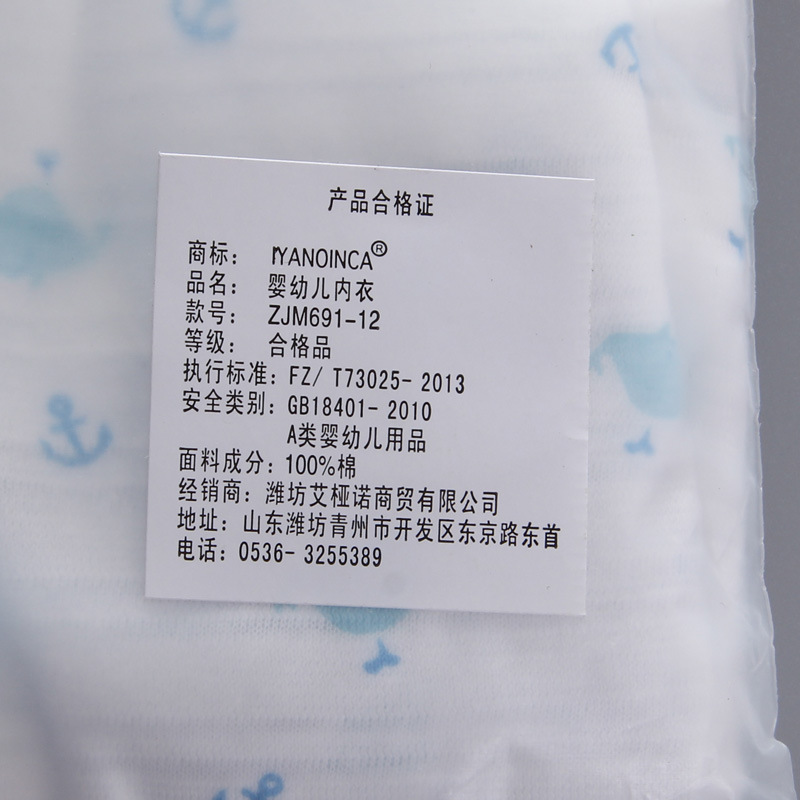 产品合格证
商标： IYANOINCA®
品名： 婴幼儿内衣
款号： ZJM691-12
等级： 合格品
执行标准：FZ/ T73025- 2013
安全类别：GB18401- 2010
A类婴幼儿用品
面料成分：100%棉
经销商：潍坊艾桠诺商贸有限公司
地址：山东潍坊青州市开发区东京路东首
电话：0536- 3255389